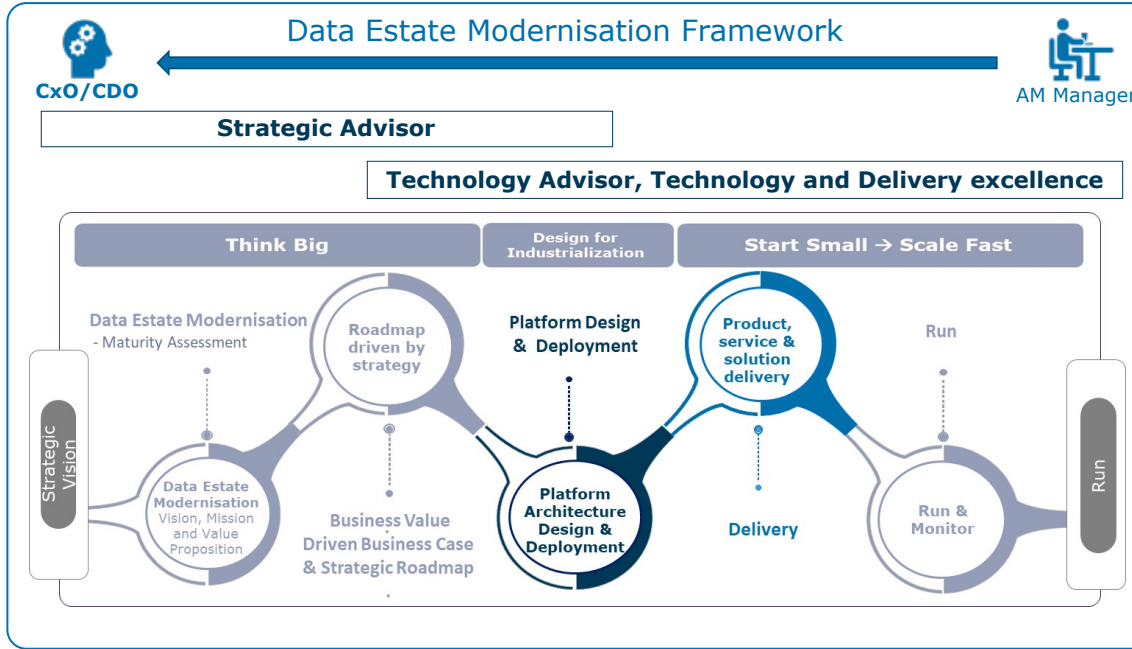 Data Estate Modernisation Framework
CxO/CDO
AM Manager
Strategic Advisor
Technology Advisor, Technology and Delivery excellence
Think Big
Design for
Industrialization
Start Small → Scale Fast
Data Estate Modernisation
- Maturity Assessment
Roadmap
driven by
strategy
Platform Design
& Deployment
Product,
service &
solution
delivery
Run
Strategic
Vision
Data Estate
Modernisation
Vision, Mission
and Value
Proposition
Business Value
Driven Business Case
& Strategic Roadmap
Platform
Architecture
Design &
Deployment
Delivery
Run &
Monitor
Run